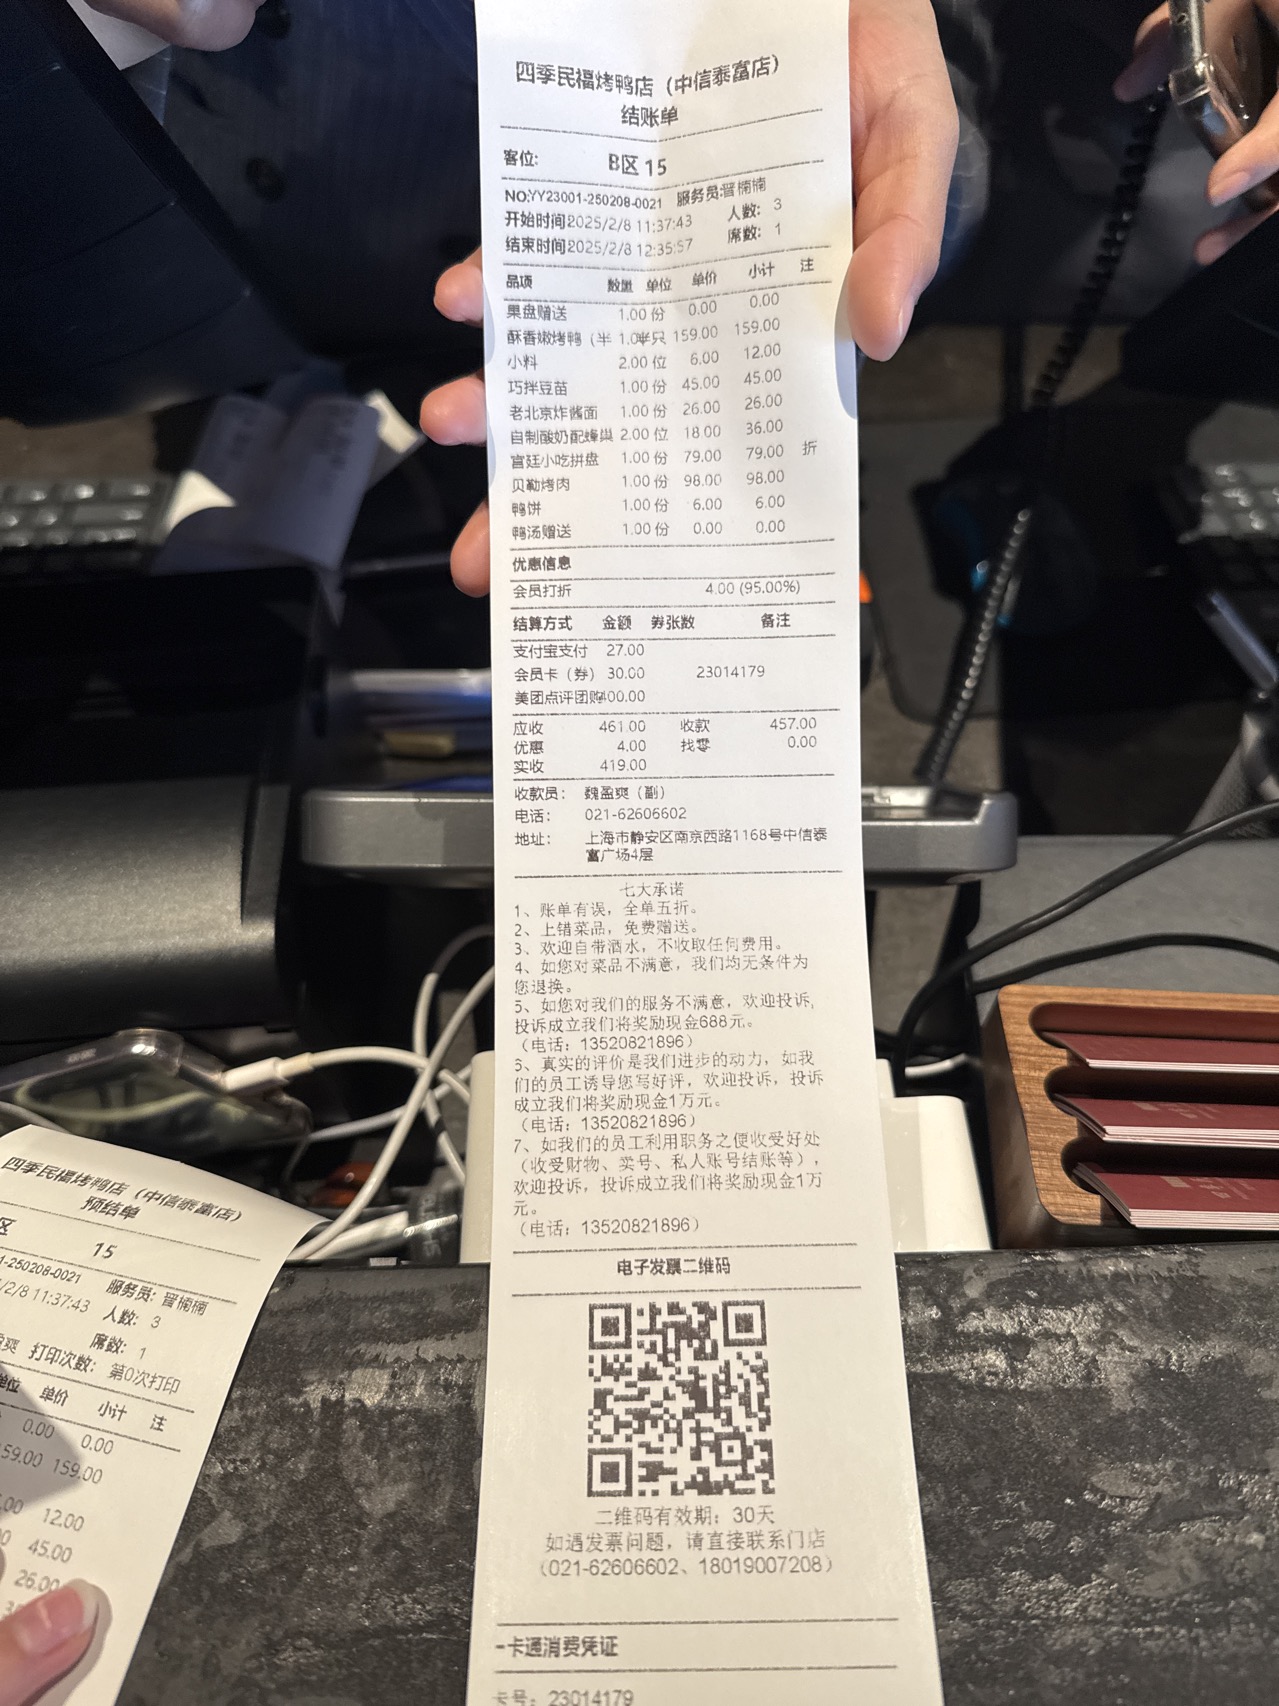 四季民福烤鸭店（中信泰富店）
结账单
客位: B区 15
NO:YY23001-250208-0021 服务员:晋楠楠
开始时间2025/2/8 11:37:43 人数: 3
结束时间2025/2/8 12:35:57 席数: 1
品项 数量 单位 单价 小计 注
果盘赠送 1.00 份 0.00 0.00
酥香嫩烤鸭（半 1.00半只 159.00 159.00
小料 2.00 位 6.00 12.00
巧拌豆苗 1.00 份 45.00 45.00
老北京炸酱面 1.00 份 26.00 26.00
自制酸奶配蜂巢 2.00 位 18.00 36.00
宫廷小吃拼盘 1.00 份 79.00 79.00 折
贝勒烤肉 1.00 份 98.00 98.00
鸭饼 1.00 份 6.00 6.00
鸭汤赠送 1.00 份 0.00 0.00
优惠信息
会员打折 4.00 (95.00%)
结算方式 金额 券张数 备注
支付宝支付 27.00
会员卡（券） 30.00 23014179
美团点评团购400.00
应收 461.00 收款 457.00
优惠 4.00 找零 0.00
实收 419.00
收款员: 魏盈爽（副）
电话: 021-62606602
地址: 上海市静安区南京西路1168号中信泰
富广场4层
七大承诺
1、账单有误，全单五折。
2、上错菜品，免费赠送。
3、欢迎自带酒水，不收取任何费用。
4、如您对菜品不满意，我们均无条件为
您退换。
5、如您对我们的服务不满意，欢迎投诉，
投诉成立我们将奖励现金688元。
（电话：13520821896）
6、真实的评价是我们进步的动力，如我
们的员工诱导您写好评，欢迎投诉，投诉
成立我们将奖励现金1万元。
（电话：13520821896）
7、如我们的员工利用职务之便收受好处
（收受财物、卖号、私人账号结账等），
欢迎投诉，投诉成立我们将奖励现金1万
元。
（电话：13520821896）
电子发票二维码
二维码有效期：30天
如遇发票问题，请直接联系门店
（021-62606602、18019007208）
一卡通消费凭证
卡号：23014179
四季民福烤鸭店（中信泰富店）
预结单
区 15
1-250208-0021 服务员: 晋楠楠
/2/8 11:37:43 人数: 3
席数: 1
爽 打印次数: 第0次打印
单位 单价 小计 注
0.00 0.00
159.00
12.00
45.00
26.00